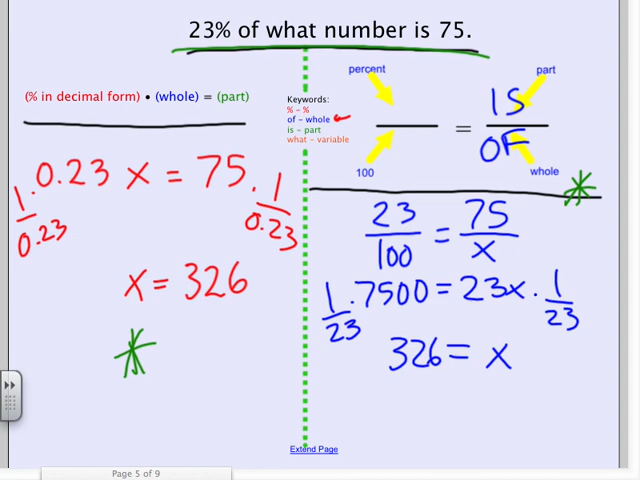 23% of what number is 75.
(% in decimal form) • (whole) = (part)
1/0.23 · 0.23 x = 75 · 1/0.23
x = 326
Keywords:
% - %
of - whole
is - part
what - variable
percent
part
= IS/OF
100
whole
23/100 = 75/x
1/23 · 7500 = 23x · 1/23
326 = x
Extend Page
Page 5 of 9